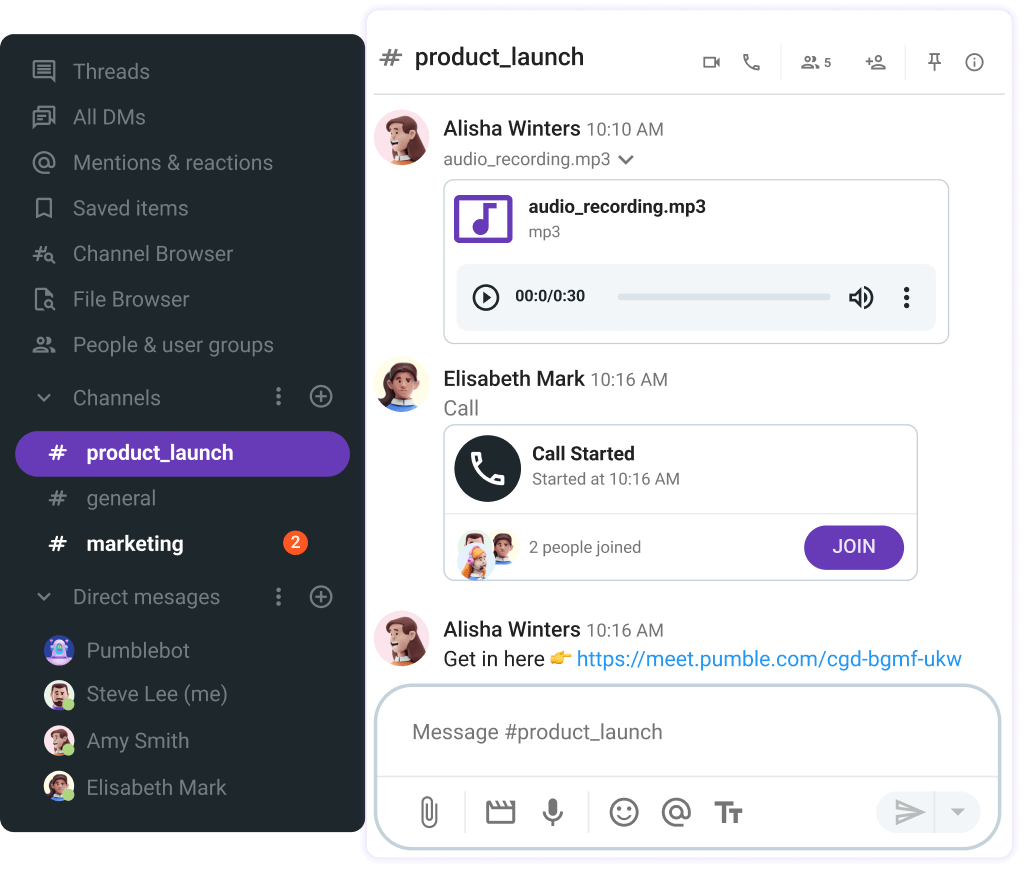 Threads
All DMs
Mentions & reactions
Saved items
Channel Browser
File Browser
People & user groups
Channels
# product_launch
# general
# marketing 2
Direct mesages
Pumblebot
Steve Lee (me)
Amy Smith
Elisabeth Mark
# product_launch 5
Alisha Winters 10:10 AM
audio_recording.mp3
audio_recording.mp3
mp3
00:0/0:30
Elisabeth Mark 10:16 AM
Call
Call Started
Started at 10:16 AM
2 people joined JOIN
Alisha Winters 10:16 AM
Get in here 👉 https://meet.pumble.com/cgd-bgmf-ukw
Message #product_launch